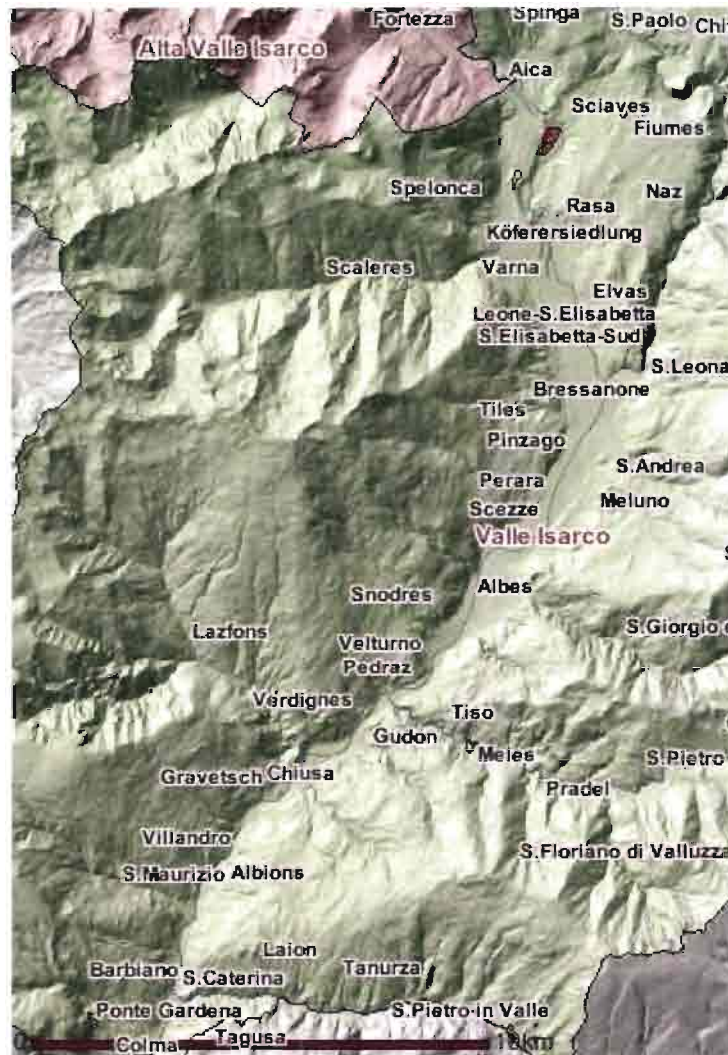 Fortezza
Spinga
S.Paolo
Alta Valle Isarco
Aica
Sciaves
Fiumes
Spelonca
Naz
Rasa
Köferersiedlung
Scaleres
Varna
Elvas
Leone-S.Elisabetta
S.Elisabetta-Sud
S.Leona
Bressanone
Tiles
Pinzago
S.Andrea
Perara
Meluno
Scezze
Valle Isarco
Albes
Snodres
Lazfons
S.Giorgio
Velturno
Pedraz
Verdignes
Tiso
Gudon
Meles
S.Pietro
Gravetsch
Chiusa
Pradel
Villandro
S.Floriano di Valluzza
S.Maurizio
Albions
Laion
Barbiano
S.Caterina
Tanurza
Ponte Gardena
S.Pietro in Valle
Colma
Tagusa